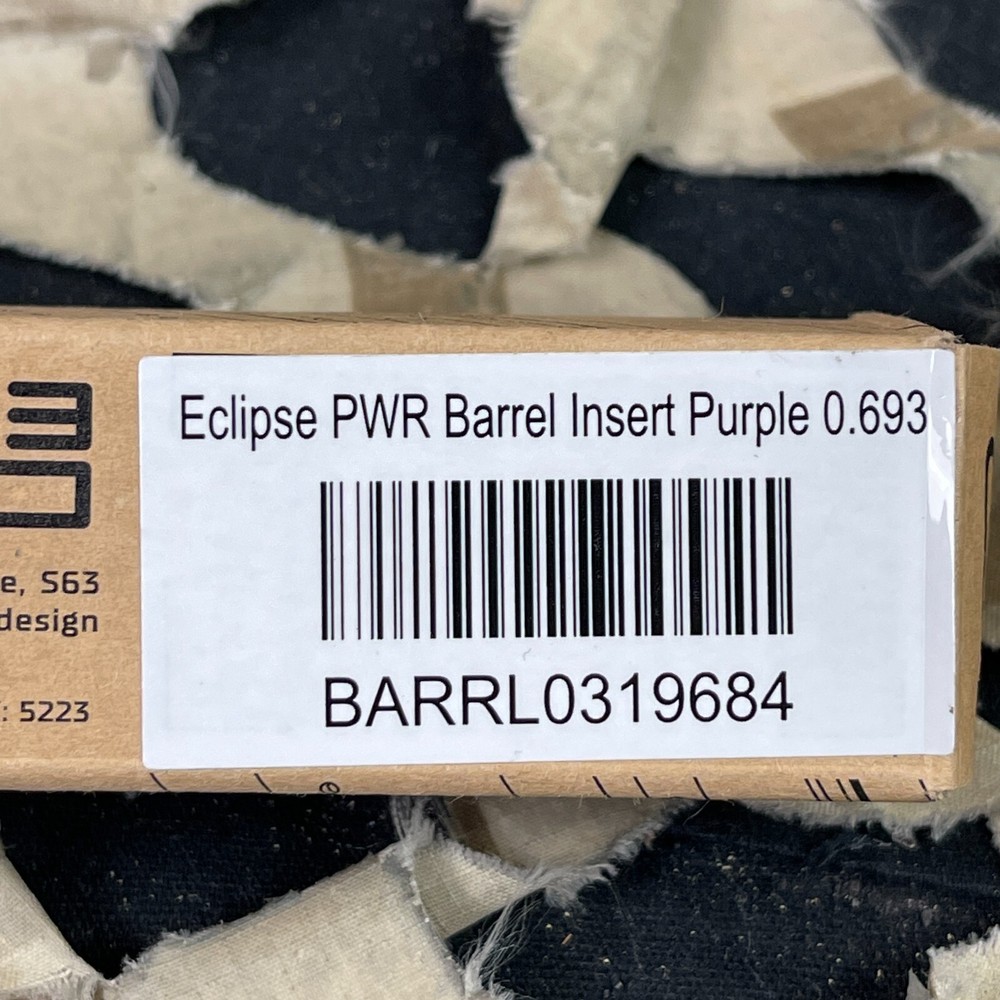 Eclipse PWR Barrel Insert Purple 0.693
BARRL0319684
e, S63
design
: 5223
e